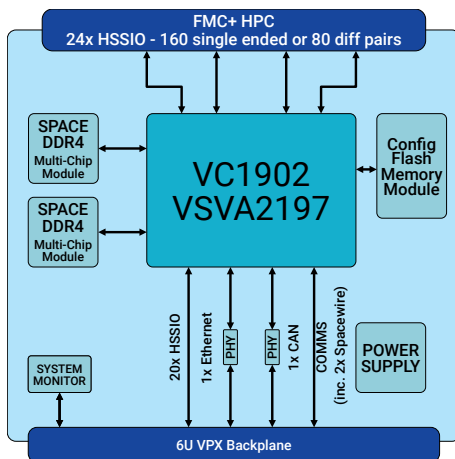 FMC+ HPC
24x HSSIO - 160 single ended or 80 diff pairs
SPACE
DDR4
Multi-Chip
Module
VC1902
VSVA2197
Config
Flash
Memory
Module
SPACE
DDR4
Multi-Chip
Module
20x HSSIO
1x Ethernet
PHY
PHY
1x CAN
COMMS
(inc. 2x Spacewire)
SYSTEM
MONITOR
POWER
SUPPLY
6U VPX Backplane